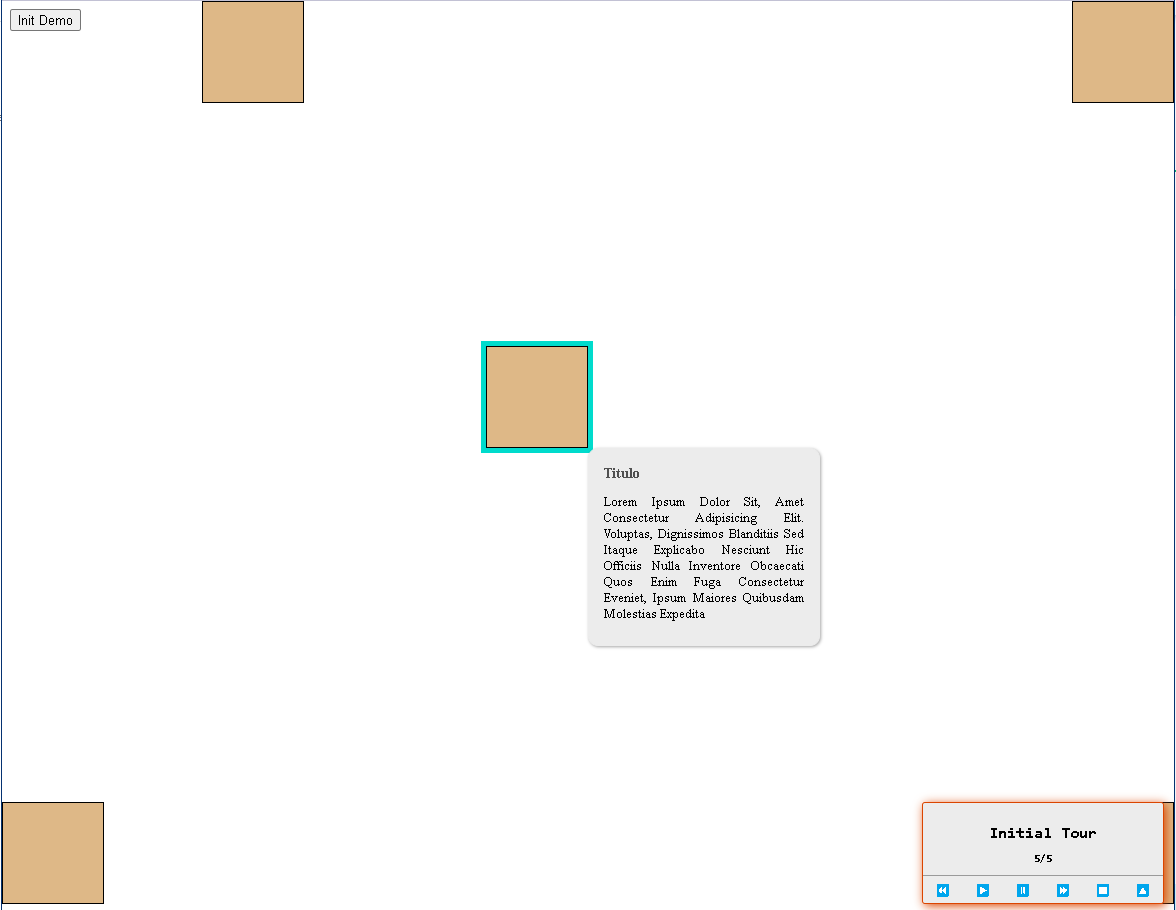 Init Demo
Titulo
Lorem Ipsum Dolor Sit, Amet
Consectetur Adipisicing Elit.
Voluptas, Dignissimos Blanditiis Sed
Itaque Explicabo Nesciunt Hic
Officiis Nulla Inventore Obcaecati
Quos Enim Fuga Consectetur
Eveniet, Ipsum Maiores Quibusdam
Molestias Expedita
Initial Tour
5/5